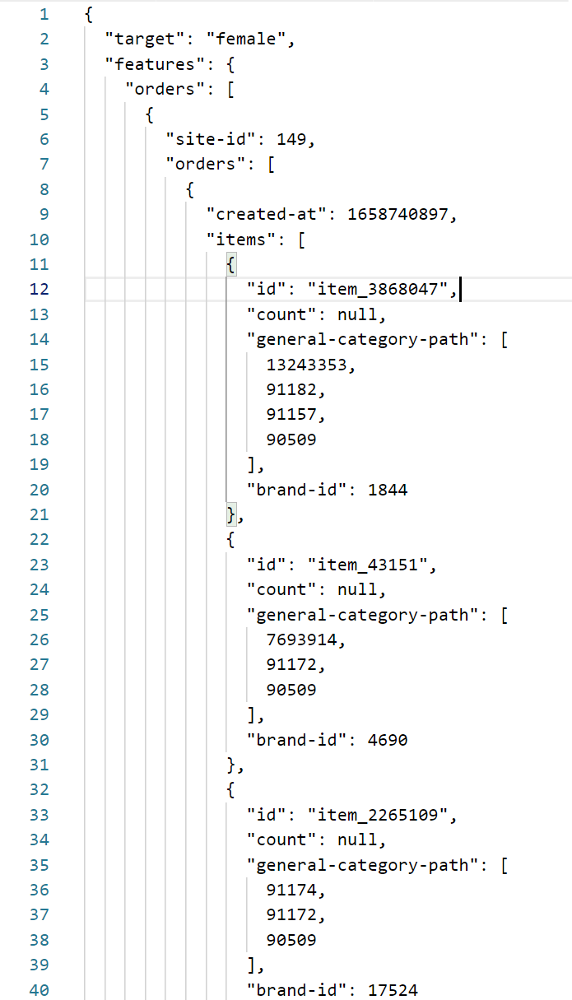 1 {
2 "target": "female",
3 "features": {
4 "orders": [
5 {
6 "site-id": 149,
7 "orders": [
8 {
9 "created-at": 1658740897,
10 "items": [
11 {
12 "id": "item_3868047",
13 "count": null,
14 "general-category-path": [
15 13243353,
16 91182,
17 91157,
18 90509
19 ],
20 "brand-id": 1844
21 },
22 {
23 "id": "item_43151",
24 "count": null,
25 "general-category-path": [
26 7693914,
27 91172,
28 90509
29 ],
30 "brand-id": 4690
31 },
32 {
33 "id": "item_2265109",
34 "count": null,
35 "general-category-path": [
36 91174,
37 91172,
38 90509
39 ],
40 "brand-id": 17524